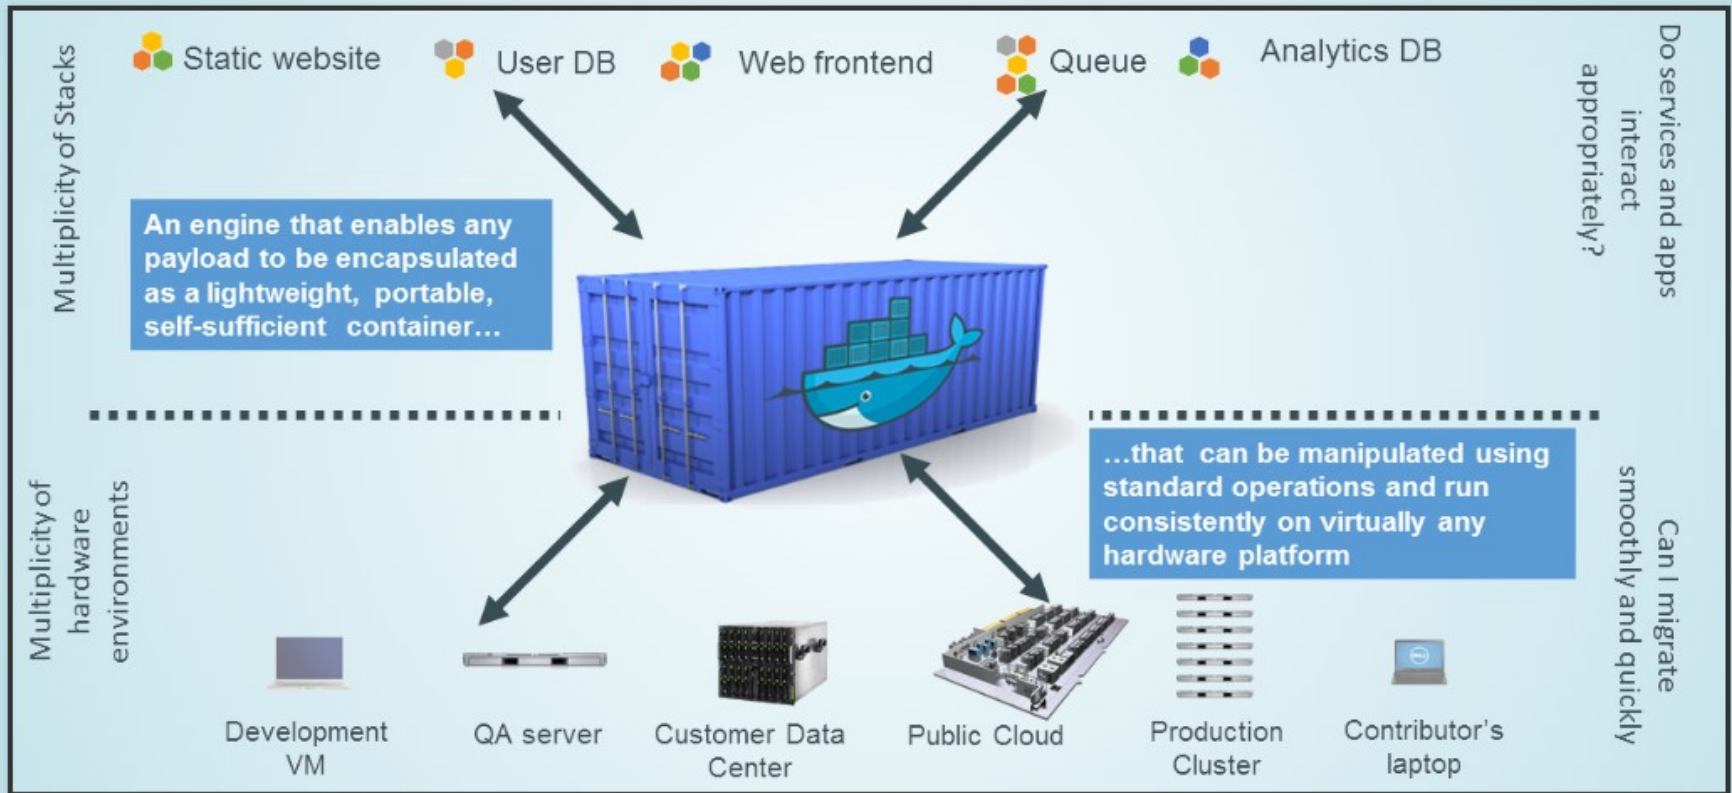 Multiplicity of Stacks
Static website
User DB
Web frontend
Queue
Analytics DB
Do services and apps
interact
appropriately?
An engine that enables any
payload to be encapsulated
as a lightweight, portable,
self-sufficient container...
...that can be manipulated using
standard operations and run
consistently on virtually any
hardware platform
Multiplicity of
hardware
environments
Can I migrate
smoothly and quickly
Development
VM
QA server
Customer Data
Center
Public Cloud
Production
Cluster
Contributor’s
laptop
DELL